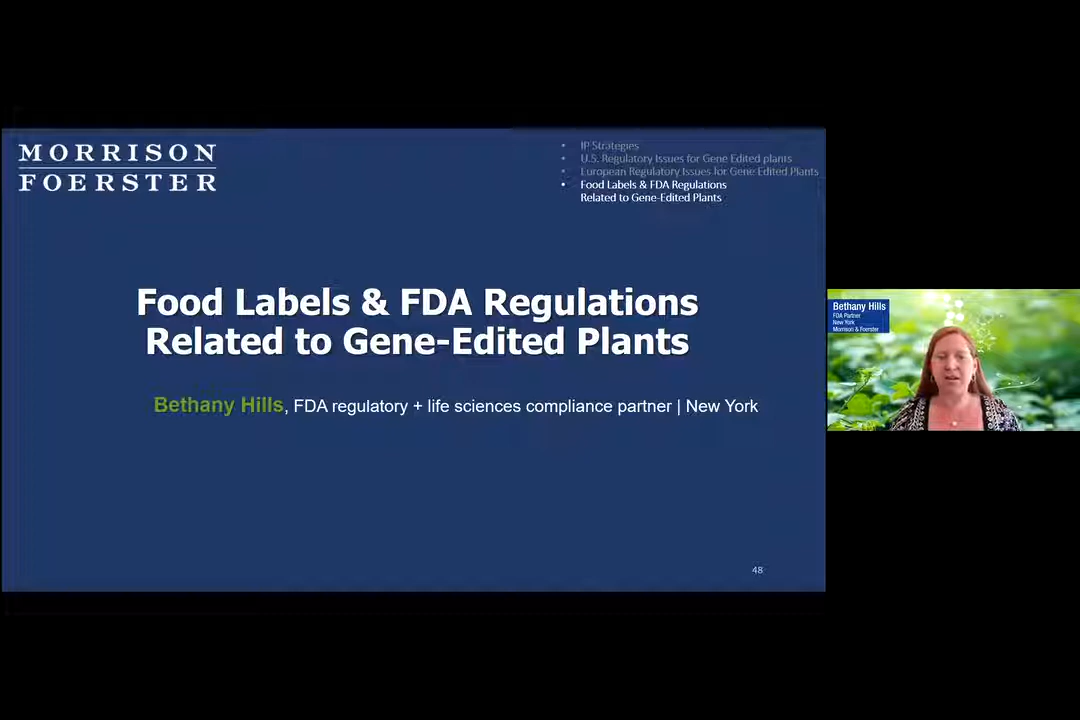 MORRISON
FOERSTER
• IP Strategies
• U.S. Regulatory Issues for Gene Edited plants
• European Regulatory Issues for Gene Edited Plants
• Food Labels & FDA Regulations
Related to Gene-Edited Plants
Food Labels & FDA Regulations
Related to Gene-Edited Plants
Bethany Hills, FDA regulatory + life sciences compliance partner | New York
48
Bethany Hills
FDA Partner
New York
Morrison & Foerster